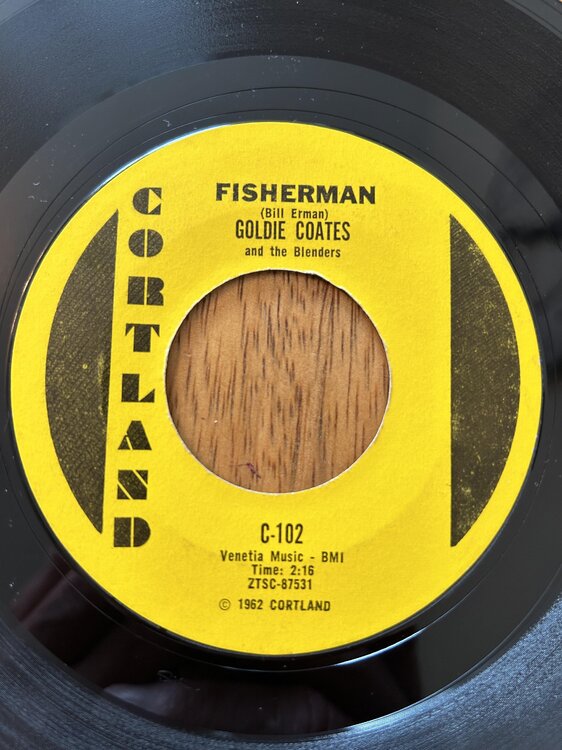 CORTLAND
FISHERMAN
(Bill Erman)
GOLDIE COATES
and the Blenders
C-102
Venetia Music - BMI
Time: 2:16
ZTSC-87531
© 1962 CORTLAND